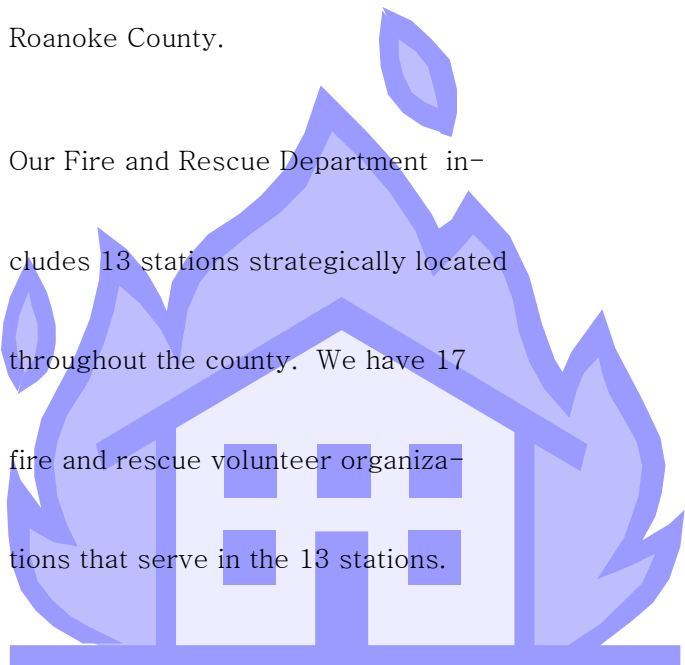 Roanoke County.
Our Fire and Rescue Department  in-
cludes 13 stations strategically located
throughout the county.  We have 17
fire and rescue volunteer organiza-
tions that serve in the 13 stations.